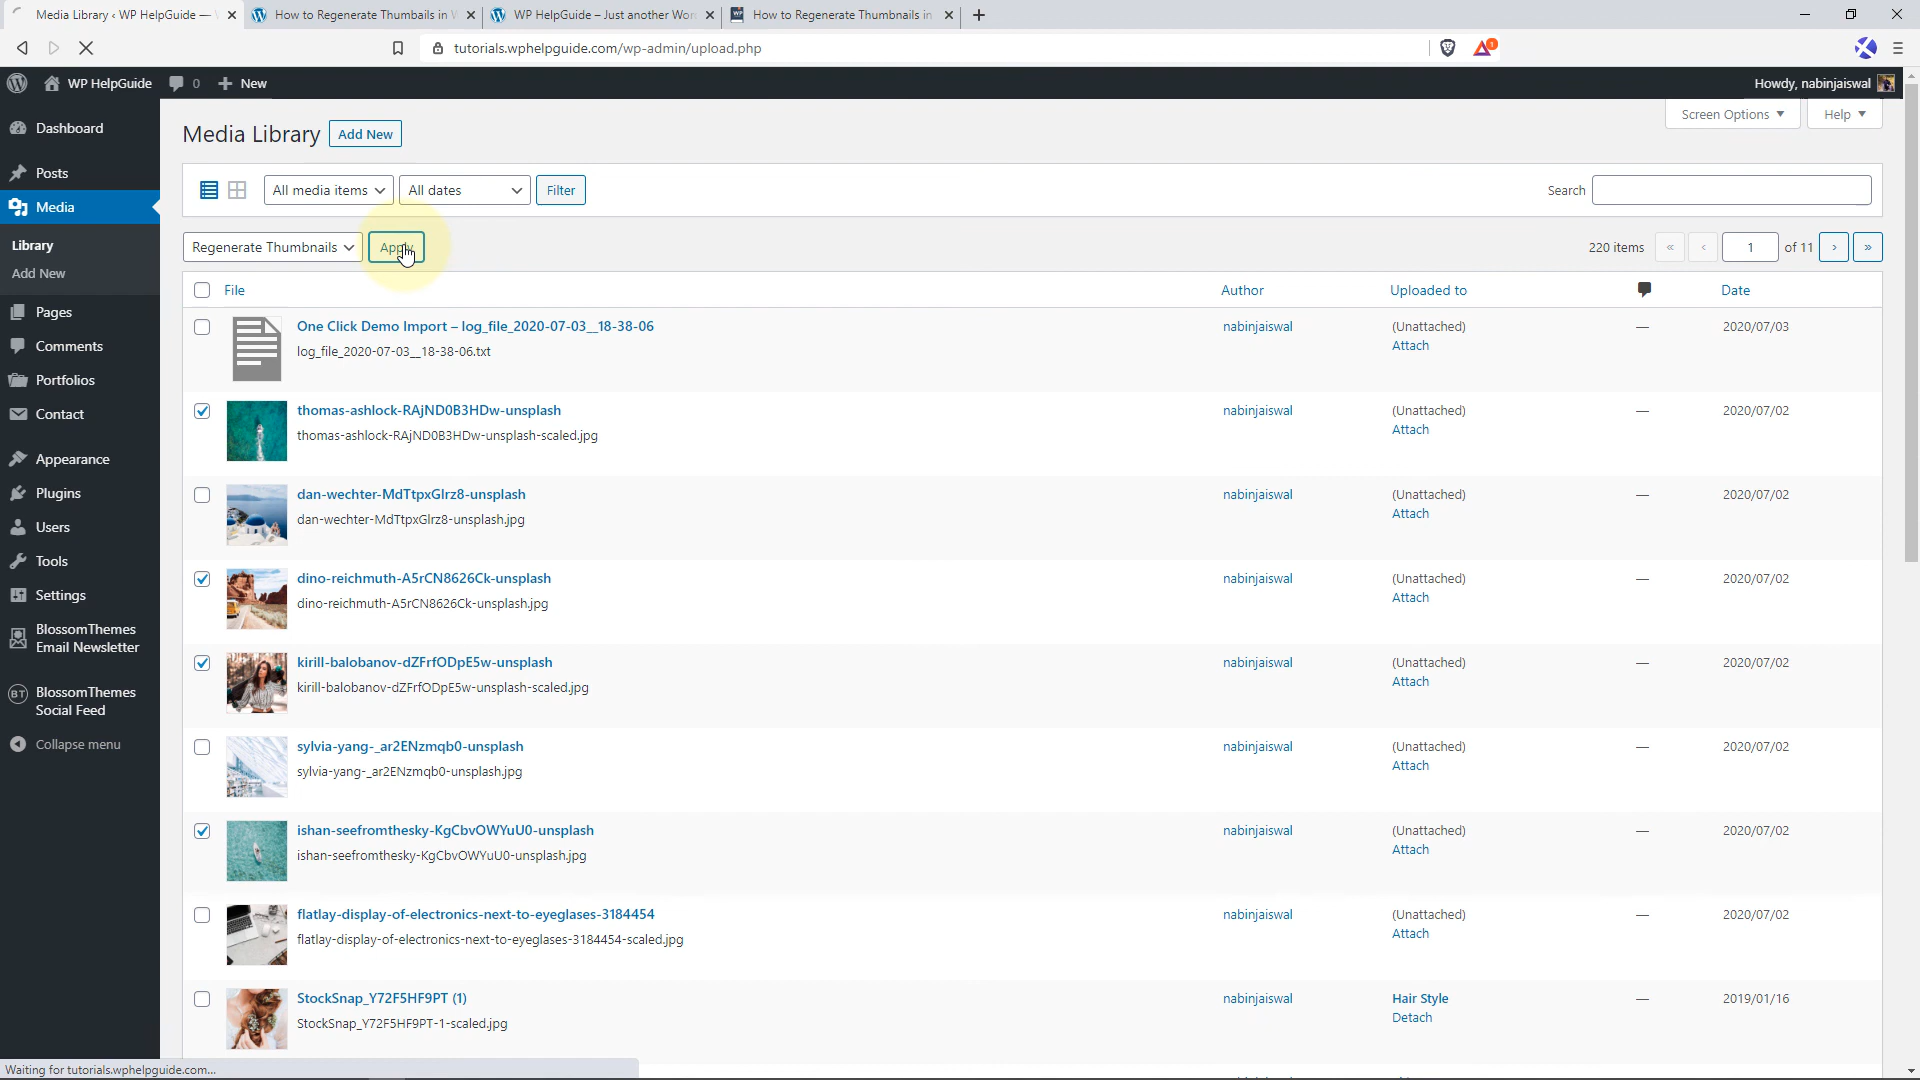 Media Library ‹ WP HelpGuide —
How to Regenerate Thumbails in W
WP HelpGuide – Just another Wor
How to Regenerate Thumbnails in
tutorials.wphelpguide.com/wp-admin/upload.php
1
WP HelpGuide
0
New
Howdy, nabinjaiswal
Dashboard
Posts
Media
Library
Add New
Pages
Comments
Portfolios
Contact
Appearance
Plugins
Users
Tools
Settings
BlossomThemes
Email Newsletter
BT
BlossomThemes
Social Feed
Collapse menu
Screen Options
Help
Media Library
Add New
All media items
All dates
Filter
Search
Regenerate Thumbnails
Apply
220 items
«
‹
1
of 11
›
»
File
Author
Uploaded to
Date
One Click Demo Import – log_file_2020-07-03__18-38-06
log_file_2020-07-03__18-38-06.txt
nabinjaiswal
(Unattached)
Attach
—
2020/07/03
thomas-ashlock-RAjND0B3HDw-unsplash
thomas-ashlock-RAjND0B3HDw-unsplash-scaled.jpg
nabinjaiswal
(Unattached)
Attach
—
2020/07/02
dan-wechter-MdTtpxGlrz8-unsplash
dan-wechter-MdTtpxGlrz8-unsplash.jpg
nabinjaiswal
(Unattached)
Attach
—
2020/07/02
dino-reichmuth-A5rCN8626Ck-unsplash
dino-reichmuth-A5rCN8626Ck-unsplash.jpg
nabinjaiswal
(Unattached)
Attach
—
2020/07/02
kirill-balobanov-dZFrfODpE5w-unsplash
kirill-balobanov-dZFrfODpE5w-unsplash-scaled.jpg
nabinjaiswal
(Unattached)
Attach
—
2020/07/02
sylvia-yang-_ar2ENzmqb0-unsplash
sylvia-yang-_ar2ENzmqb0-unsplash.jpg
nabinjaiswal
(Unattached)
Attach
—
2020/07/02
ishan-seefromthesky-KgCbvOWYuU0-unsplash
ishan-seefromthesky-KgCbvOWYuU0-unsplash.jpg
nabinjaiswal
(Unattached)
Attach
—
2020/07/02
flatlay-display-of-electronics-next-to-eyeglases-3184454
flatlay-display-of-electronics-next-to-eyeglases-3184454-scaled.jpg
nabinjaiswal
(Unattached)
Attach
—
2020/07/02
StockSnap_Y72F5HF9PT (1)
StockSnap_Y72F5HF9PT-1-scaled.jpg
nabinjaiswal
Hair Style
Detach
—
2019/01/16
Waiting for tutorials.wphelpguide.com...